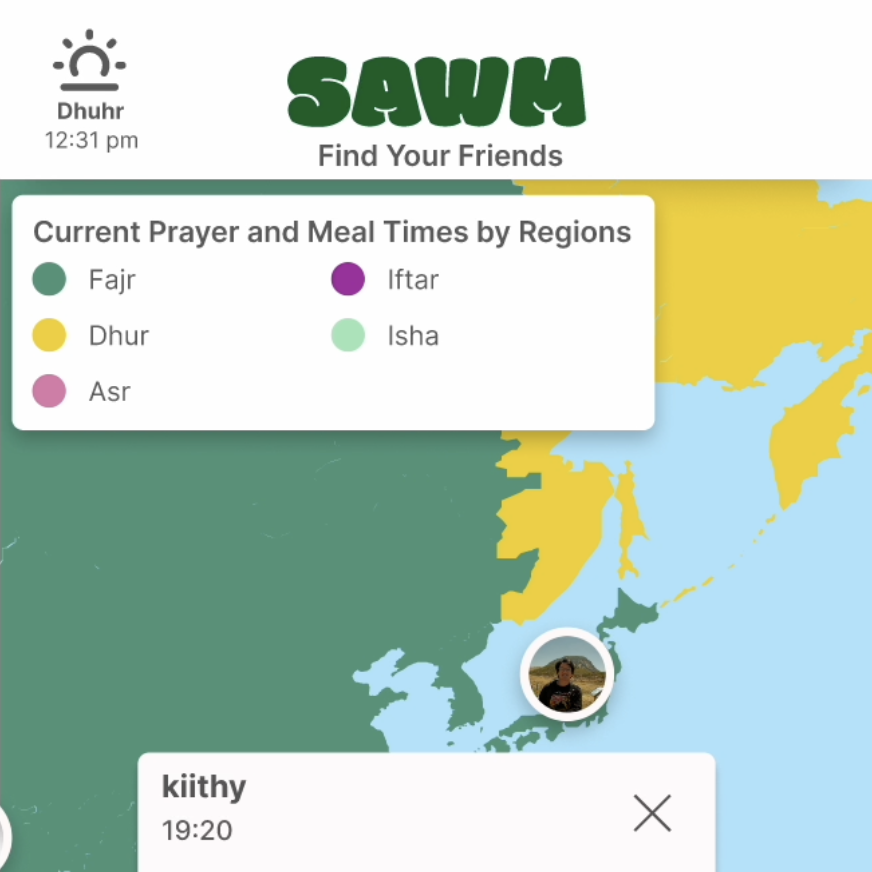 Dhuhr
12:31 pm
SAWM
Find Your Friends
Current Prayer and Meal Times by Regions
Fajr
Iftar
Dhur
Isha
Asr
kiithy
19:20